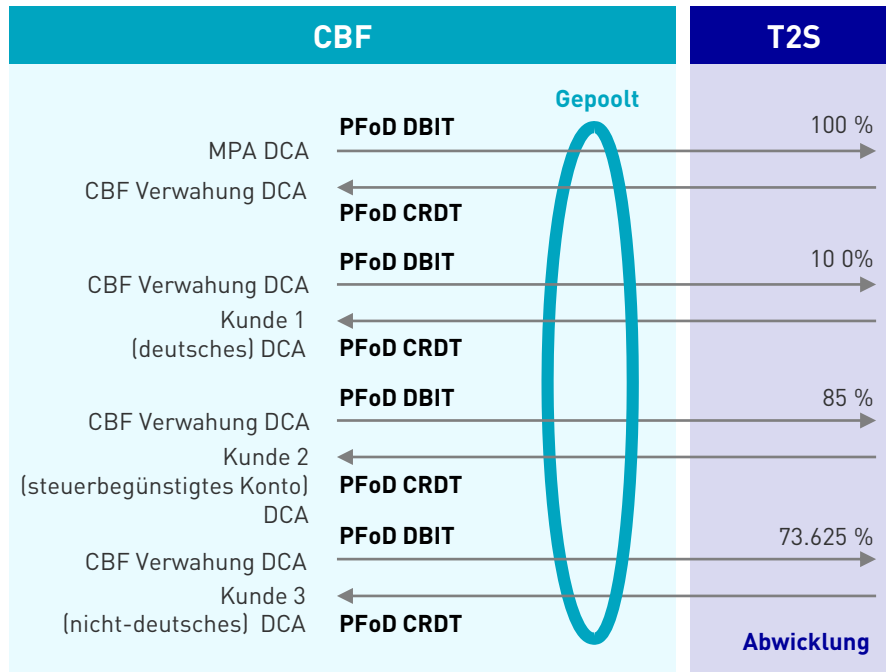 CBF
T2S
Gepoolt
PFoD DBIT
100 %
MPA DCA
CBF Verwahung DCA
PFoD CRDT
PFoD DBIT
10 0%
CBF Verwahung DCA
Kunde 1
(deutsches) DCA
PFoD CRDT
PFoD DBIT
85 %
CBF Verwahung DCA
Kunde 2
(steuerbegünstigtes Konto)
PFoD CRDT
DCA
PFoD DBIT
73.625 %
CBF Verwahung DCA
Kunde 3
(nicht-deutsches) DCA
PFoD CRDT
Abwicklung